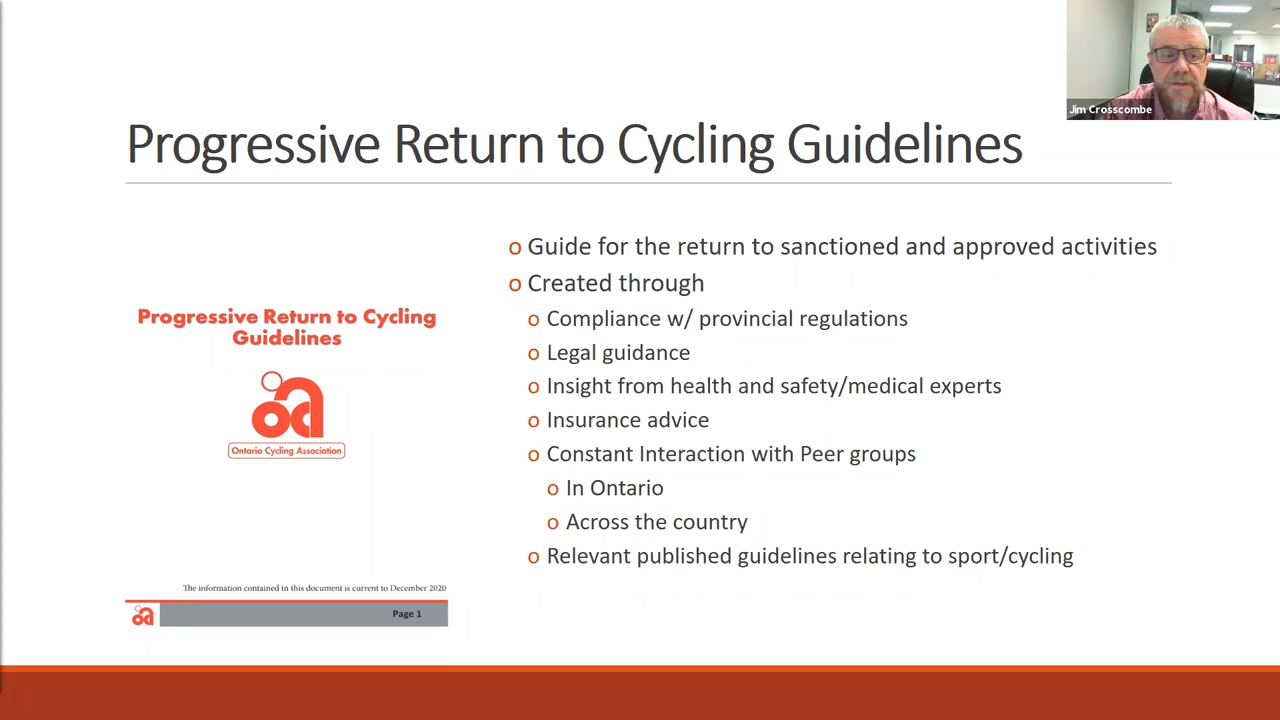 Jim Crosscombe
Progressive Return to Cycling Guidelines
Progressive Return to Cycling
Guidelines
Ontario Cycling Association
The information contained in this document is current to December 2020
Page 1
o Guide for the return to sanctioned and approved activities
o Created through
o Compliance w/ provincial regulations
o Legal guidance
o Insight from health and safety/medical experts
o Insurance advice
o Constant Interaction with Peer groups
o In Ontario
o Across the country
o Relevant published guidelines relating to sport/cycling